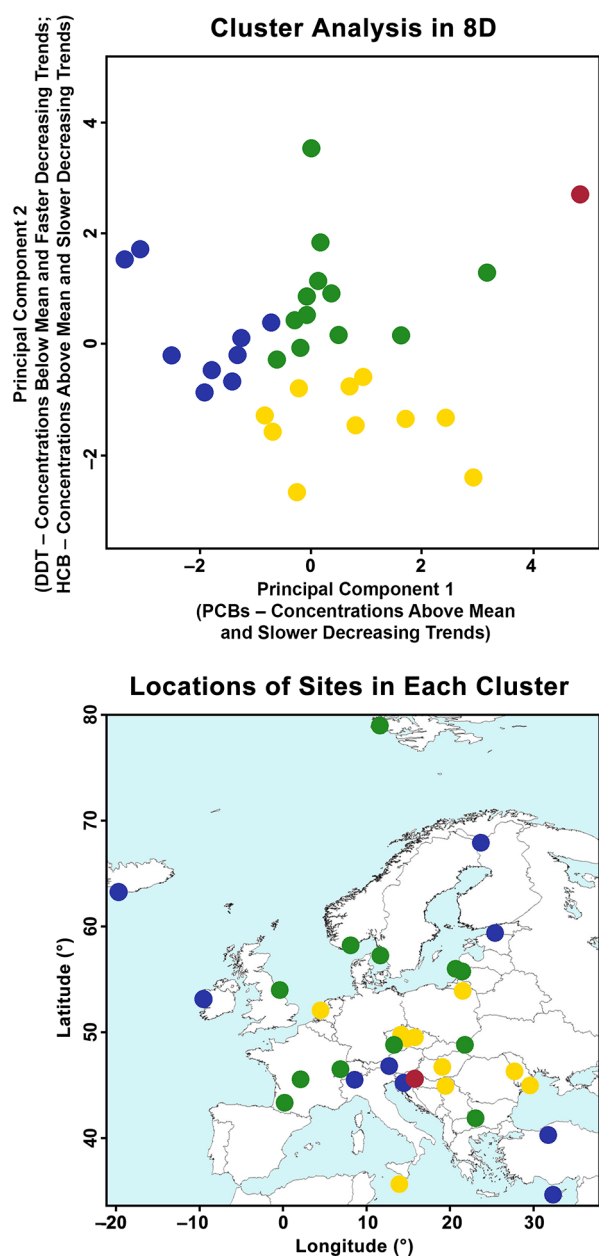 Cluster Analysis in 8D
Principal Component 2
(DDT – Concentrations Below Mean and Faster Decreasing Trends;
HCB – Concentrations Above Mean and Slower Decreasing Trends)
4
2
0
–2
–2
0
2
4
Principal Component 1
(PCBs – Concentrations Above Mean
and Slower Decreasing Trends)
Locations of Sites in Each Cluster
Latitude (°)
80
70
60
50
40
–20
–10
0
10
20
30
Longitude (°)